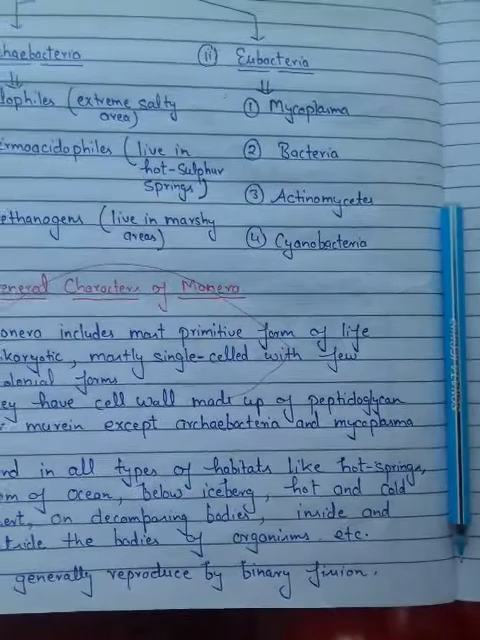 haebacteria (ii) Eubacteria
lophiles (extreme salty area) ① Mycoplasma
rmoacidophiles (live in hot-Sulphur Springs) ② Bacteria
③ Actinomycetes
ethanogens (live in marshy areas) ④ Cyanobacteria
eneral Characters of Monera
onera includes most primitive form of life
karyotic, mostly single-celled with few
olonial forms
ey have cell wall made up of peptidoglycan
murein except archaebacteria and mycoplasma
nd in all types of habitats like hot-springs,
om of ocean, below iceberg, hot and cold
ert, on decomposing bodies, inside and
tside the bodies of organisms etc.
generally reproduce by binary fission.